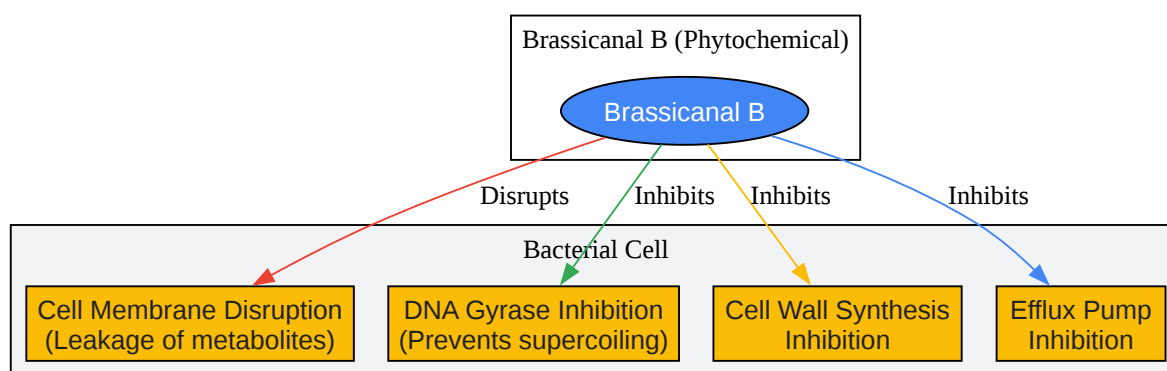 Brassicanal B (Phytochemical)
Brassicanal B
Disrupts
Inhibits
Inhibits
Inhibits
Bacterial Cell
Cell Membrane Disruption
(Leakage of metabolites)
DNA Gyrase Inhibition
(Prevents supercoiling)
Cell Wall Synthesis
Inhibition
Efflux Pump
Inhibition